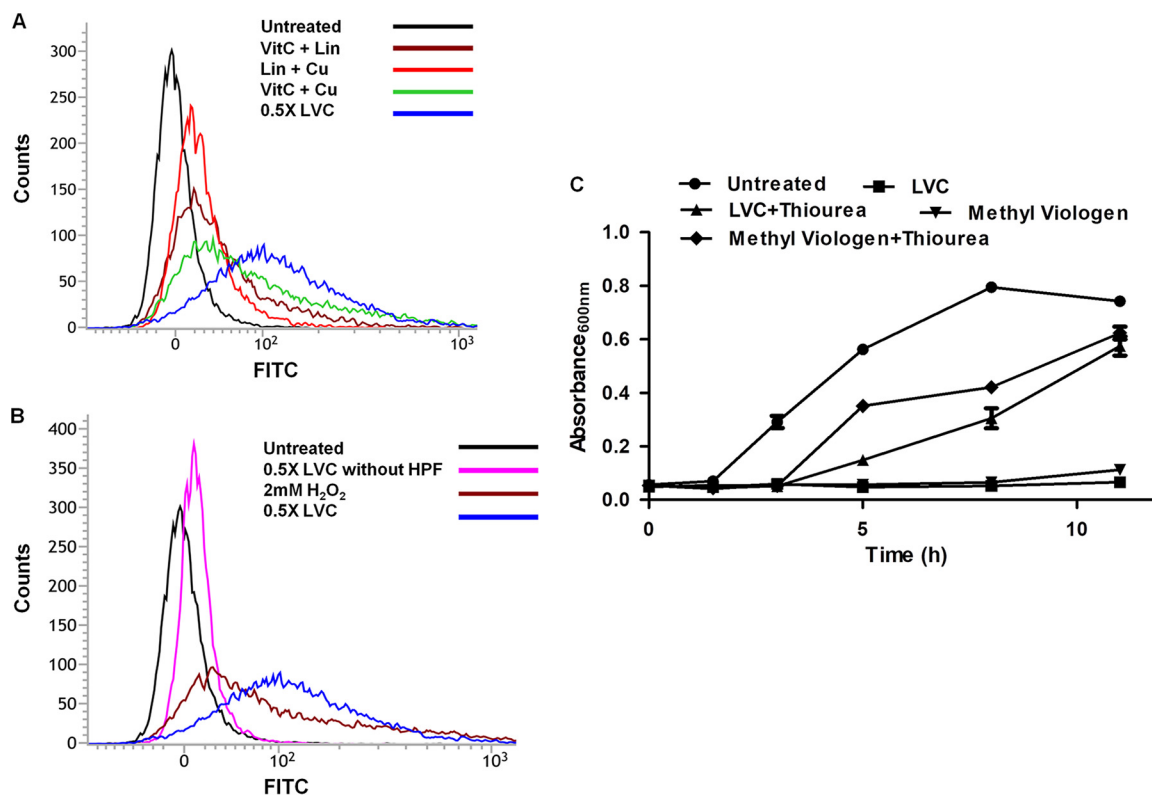 A
Untreated
VitC + Lin
Lin + Cu
VitC + Cu
0.5X LVC
300
250
200
150
100
50
0
Counts
0 10² 10³
FITC
B
Untreated
0.5X LVC without HPF
2mM H₂O₂
0.5X LVC
400
350
300
250
200
150
100
50
0
Counts
0 10² 10³
FITC
C
Untreated LVC
LVC+Thiourea Methyl Viologen
Methyl Viologen+Thiourea
1.0
0.8
0.6
0.4
0.2
0.0
Absorbance600nm
0 5 10
Time (h)